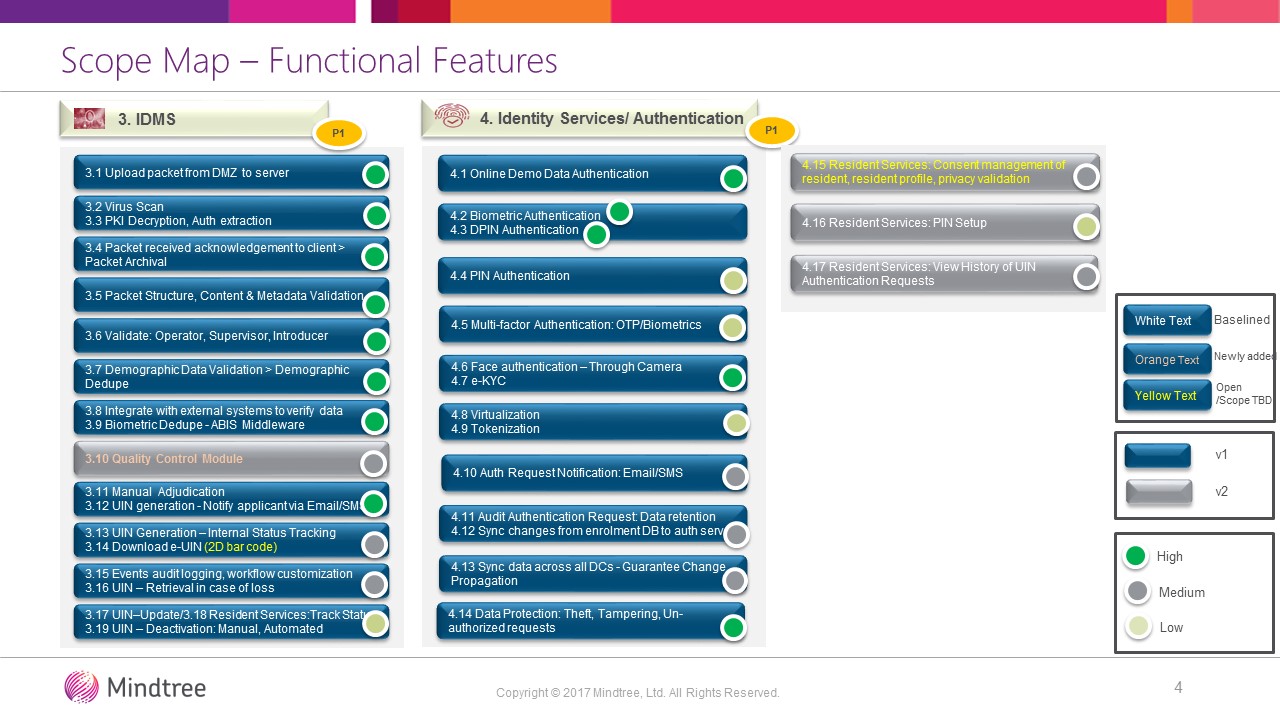 Scope Map – Functional Features
3. IDMS
P1
3.1 Upload packet from DMZ to server
3.2 Virus Scan
3.3 PKI Decryption, Auth extraction
3.4 Packet received acknowledgement to client >
Packet Archival
3.5 Packet Structure, Content & Metadata Validation
3.6 Validate: Operator, Supervisor, Introducer
3.7 Demographic Data Validation > Demographic
Dedupe
3.8 Integrate with external systems to verify data
3.9 Biometric Dedupe - ABIS Middleware
3.10 Quality Control Module
3.11 Manual Adjudication
3.12 UIN generation - Notify applicant via Email/SMS
3.13 UIN Generation – Internal Status Tracking
3.14 Download e-UIN (2D bar code)
3.15 Events audit logging, workflow customization
3.16 UIN – Retrieval in case of loss
3.17 UIN–Update/3.18 Resident Services:Track Statu
3.19 UIN – Deactivation: Manual, Automated
4. Identity Services/ Authentication
P1
4.1 Online Demo Data Authentication
4.2 Biometric Authentication
4.3 DPIN Authentication
4.4 PIN Authentication
4.5 Multi-factor Authentication: OTP/Biometrics
4.6 Face authentication – Through Camera
4.7 e-KYC
4.8 Virtualization
4.9 Tokenization
4.10 Auth Request Notification: Email/SMS
4.11 Audit Authentication Request: Data retention
4.12 Sync changes from enrolment DB to auth serv
4.13 Sync data across all DCs - Guarantee Change
Propagation
4.14 Data Protection: Theft, Tampering, Un-
authorized requests
4.15 Resident Services: Consent management of
resident, resident profile, privacy validation
4.16 Resident Services: PIN Setup
4.17 Resident Services: View History of UIN
Authentication Requests
White Text Baselined
Orange Text Newly added
Yellow Text Open
/Scope TBD
v1
v2
High
Medium
Low
Mindtree
Copyright © 2017 Mindtree, Ltd. All Rights Reserved.
4